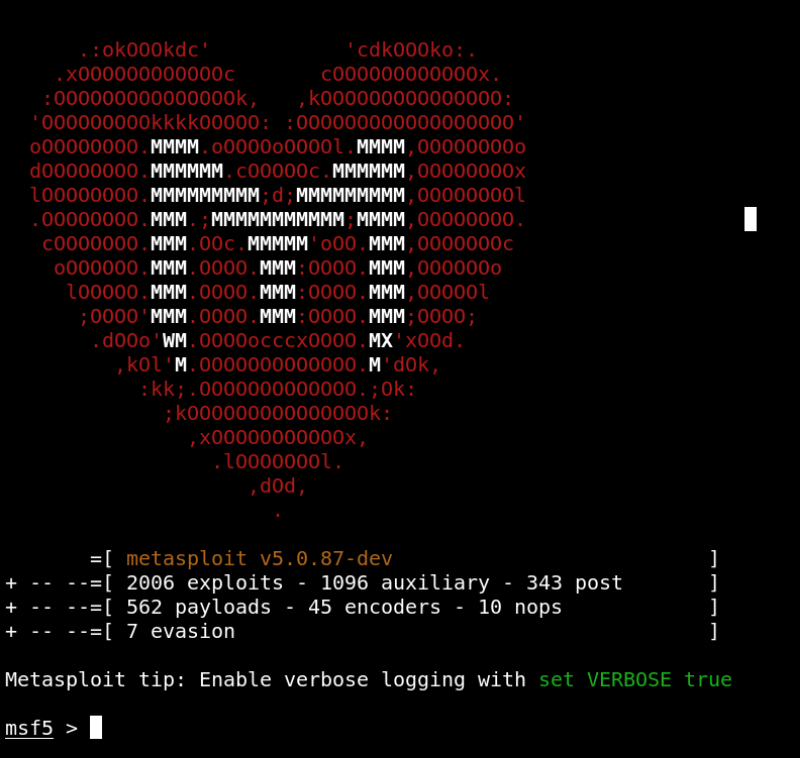 .:okOOOkdc'           'cdkOOOko:.
    .xOOOOOOOOOOOOc       cOOOOOOOOOOOOx.
   :OOOOOOOOOOOOOOOk,   ,kOOOOOOOOOOOOOOO:
  'OOOOOOOOOkkkkOOOOO: :OOOOOOOOOOOOOOOOOO'
  oOOOOOOOO.MMMM.oOOOOoOOOOl.MMMM,OOOOOOOOo
  dOOOOOOOO.MMMMMM.cOOOOOc.MMMMMM,OOOOOOOOx
  lOOOOOOOO.MMMMMMMMM;d;MMMMMMMMM,OOOOOOOOl
  .OOOOOOOO.MMM.;MMMMMMMMMMM;MMMM,OOOOOOOO.
   cOOOOOOO.MMM.OOc.MMMMM'oOO.MMM,OOOOOOOc
    oOOOOOO.MMM.OOOO.MMM:OOOO.MMM,OOOOOOo
     lOOOOO.MMM.OOOO.MMM:OOOO.MMM,OOOOOl
      ;OOOO'MMM.OOOO.MMM:OOOO.MMM;OOOO;
       .dOOo'WM.OOOOocccxOOOO.MX'xOOd.
         ,kOl'M.OOOOOOOOOOOOO.M'dOk,
           :kk;.OOOOOOOOOOOOO.;Ok:
             ;kOOOOOOOOOOOOOOOk:
               ,xOOOOOOOOOOOx,
                 .lOOOOOOOl.
                    ,dOd,
                      .
       =[ metasploit v5.0.87-dev                          ]
+ -- --=[ 2006 exploits - 1096 auxiliary - 343 post       ]
+ -- --=[ 562 payloads - 45 encoders - 10 nops            ]
+ -- --=[ 7 evasion                                       ]
Metasploit tip: Enable verbose logging with set VERBOSE true
msf5 >